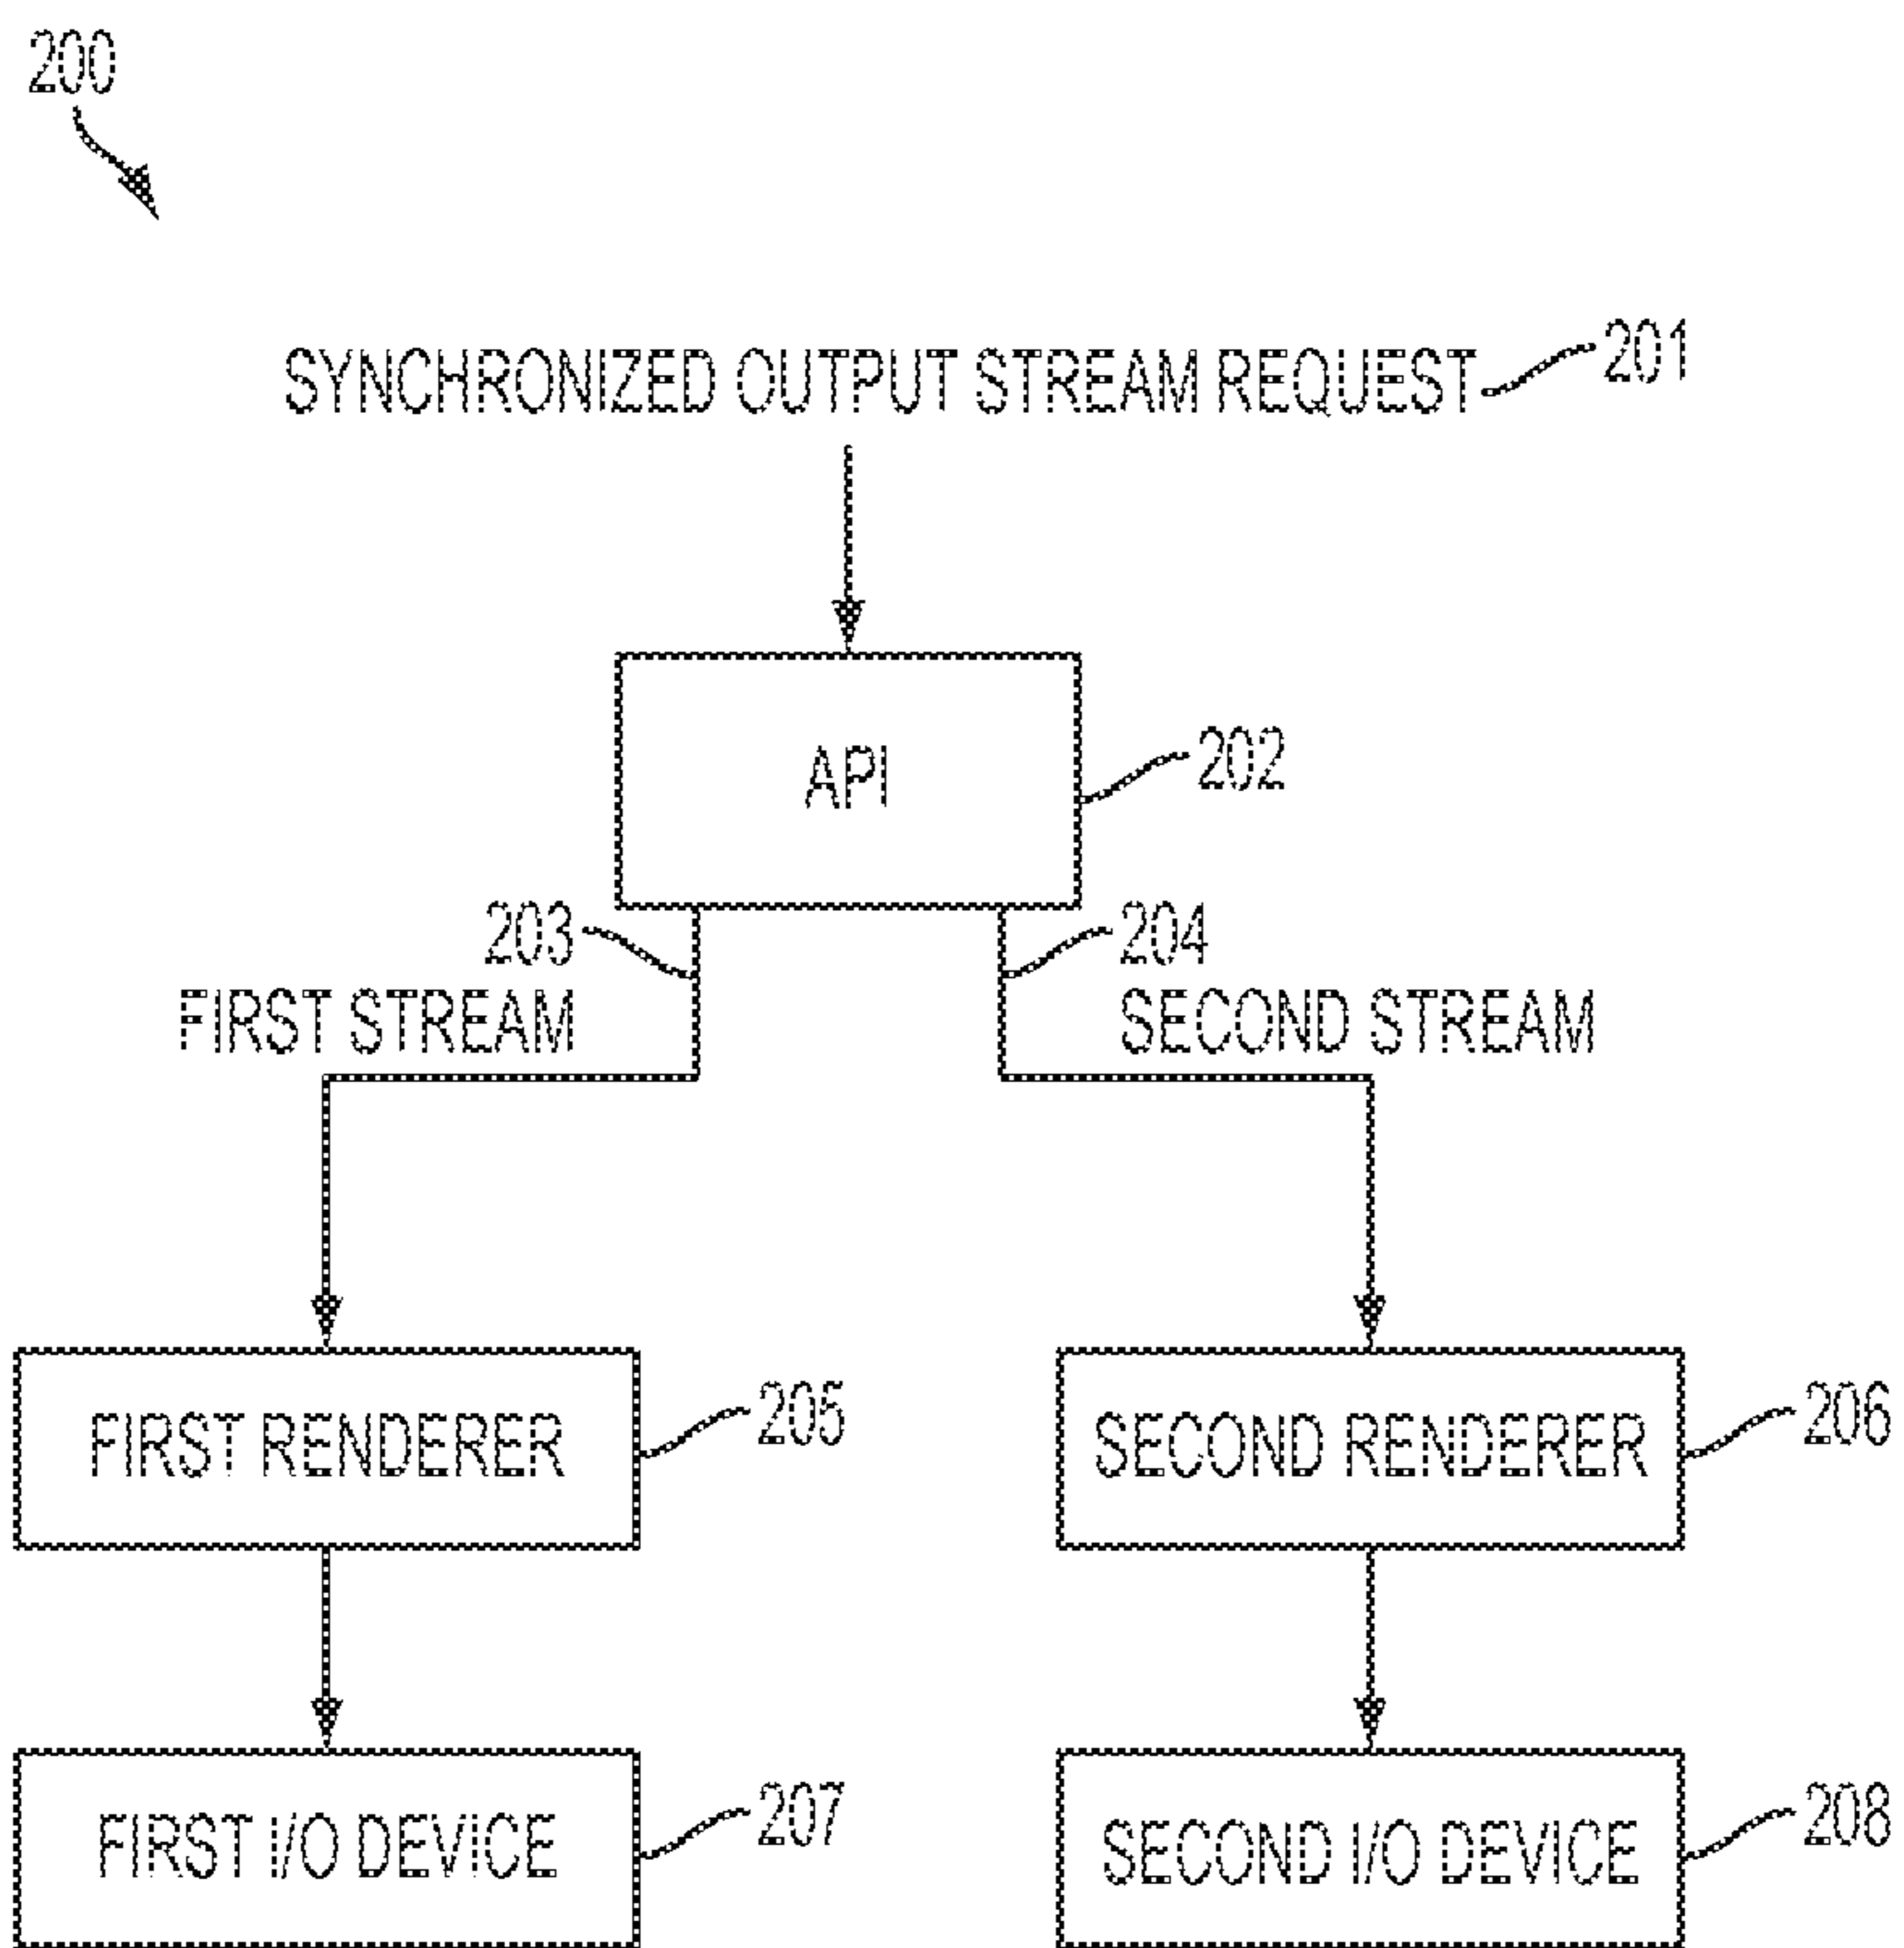 200
SYNCHRONIZED OUTPUT STREAM REQUEST 201
API
202
203
204
FIRST STREAM
SECOND STREAM
FIRST RENDERER
205
SECOND RENDERER
206
FIRST I/O DEVICE
207
SECOND I/O DEVICE
208